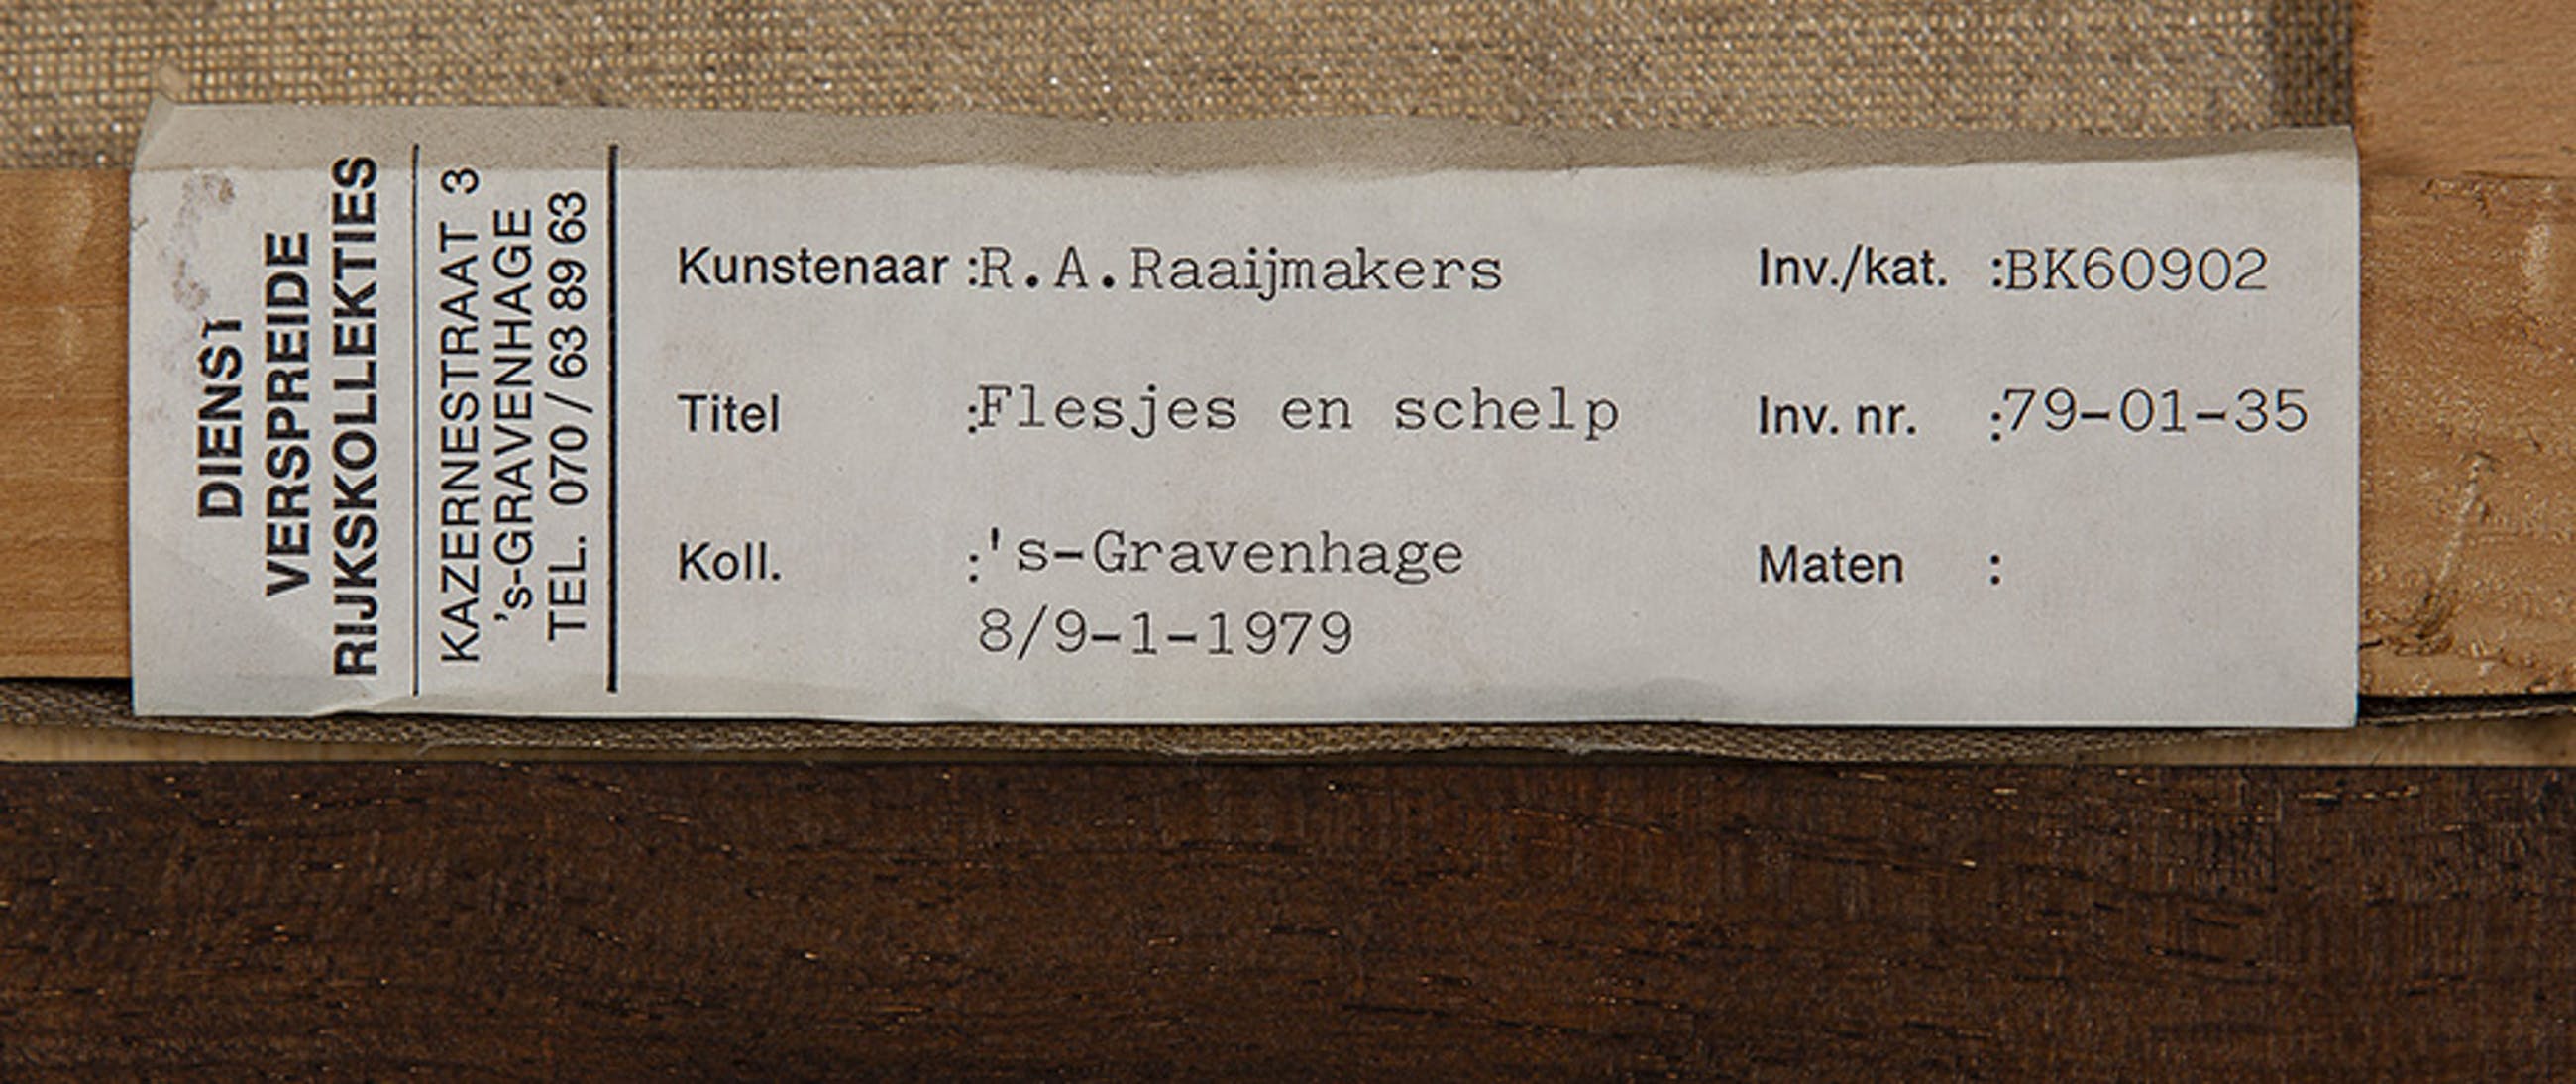 DIENST
VERSPREIDE
RIJKSKOLLEKTIES
KAZERNESTRAAT 3
's-GRAVENHAGE
TEL. 070 / 63 89 63
Kunstenaar :R.A.Raaijmakers
Titel :Flesjes en schelp
Koll. :'s-Gravenhage
8/9-1-1979
Inv./kat. :BK60902
Inv. nr. :79-01-35
Maten :